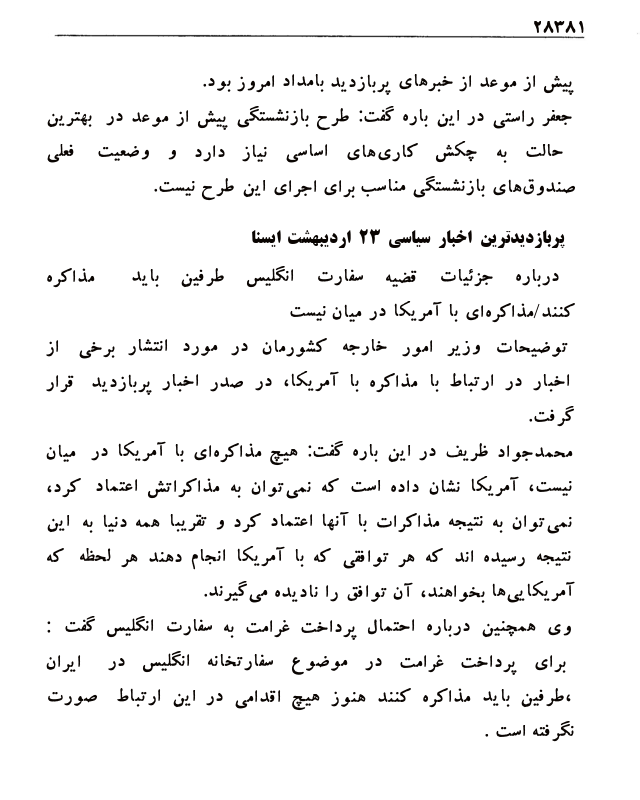 ۲۸۳۸۱
پیش از موعد از خبرهای پربازدید بامداد امروز بود.
جعفر راستی در این باره گفت: طرح بازنشستگی پیش از موعد در بهترین
حالت به چکش کاری‌های اساسی نیاز دارد و وضعیت فعلی
صندوق‌های بازنشستگی مناسب برای اجرای این طرح نیست.
پربازدیدترین اخبار سیاسی ۲۳ اردیبهشت ایسنا
درباره جزئیات قضیه سفارت انگلیس طرفین باید مذاکره
کنند/مذاکره‌ای با آمریکا در میان نیست
توضیحات وزیر امور خارجه کشورمان در مورد انتشار برخی از
اخبار در ارتباط با مذاکره با آمریکا، در صدر اخبار پربازدید قرار
گرفت.
محمدجواد ظریف در این باره گفت: هیچ مذاکره‌ای با آمریکا در میان
نیست، آمریکا نشان داده است که نمی‌توان به مذاکراتش اعتماد کرد،
نمی‌توان به نتیجه مذاکرات با آنها اعتماد کرد و تقریبا همه دنیا به این
نتیجه رسیده اند که هر توافقی که با آمریکا انجام دهند هر لحظه که
آمریکایی‌ها بخواهند، آن توافق را نادیده می‌گیرند.
وی همچنین درباره احتمال پرداخت غرامت به سفارت انگلیس گفت :
برای پرداخت غرامت در موضوع سفارتخانه انگلیس در ایران
،طرفین باید مذاکره کنند هنوز هیچ اقدامی در این ارتباط صورت
نگرفته است .